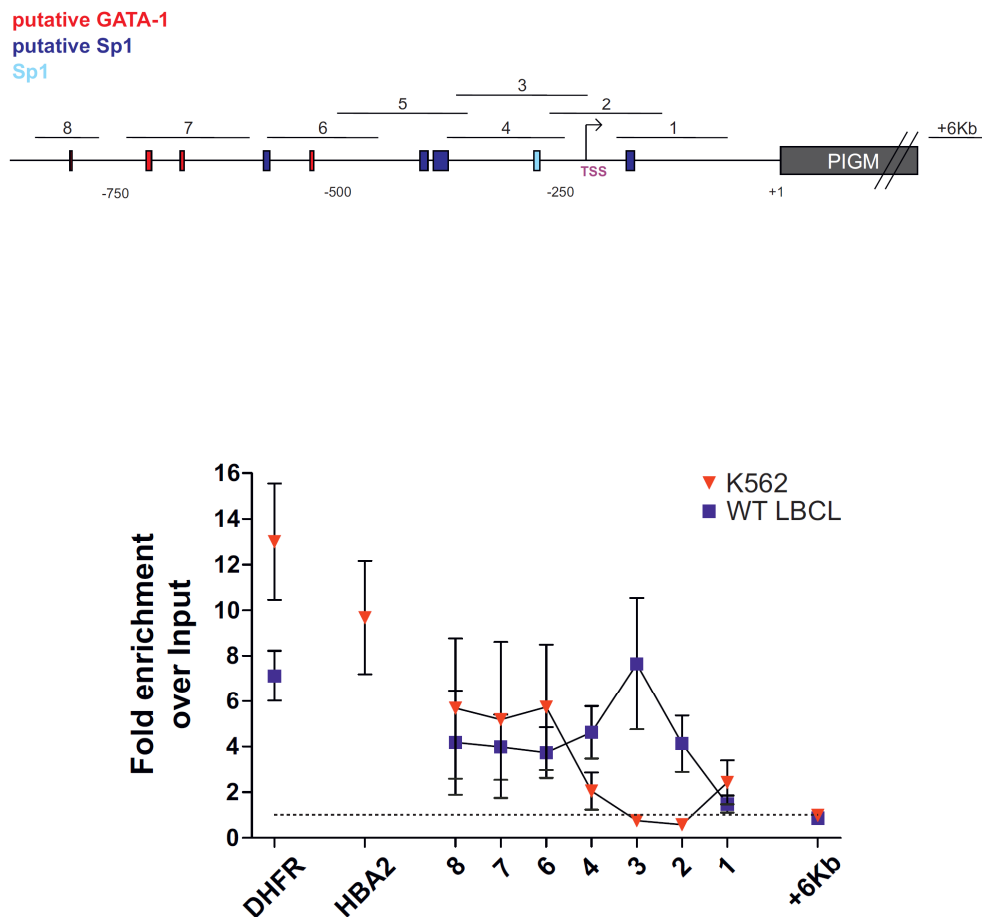 putative GATA-1
putative Sp1
Sp1
3
5 2
8 7 6 4 1 +6Kb
TSS PIGM
-750 -500 -250 +1
16
14
12
10
8
6
4
2
0
Fold enrichment
over Input
K562
WT LBCL
DHFR HBA2 8 7 6 4 3 2 1 +6Kb